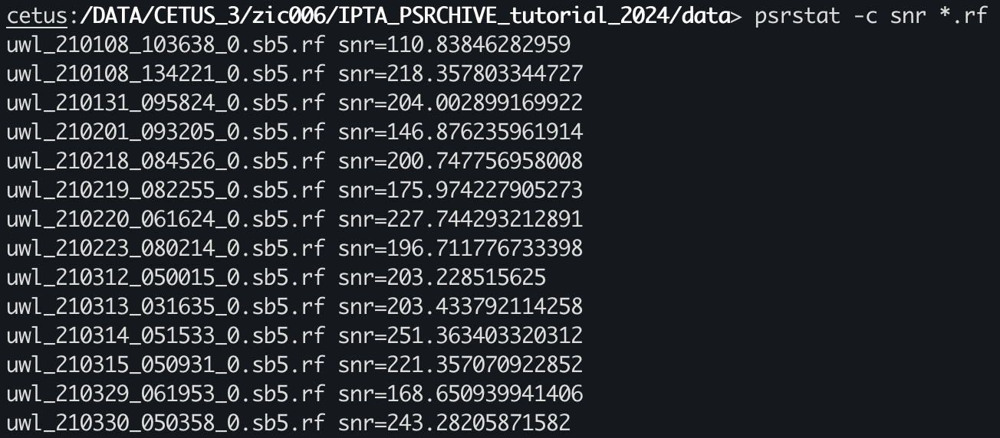 cetus:/DATA/CETUS_3/zic006/IPTA_PSRCHIVE_tutorial_2024/data> psrstat -c snr *.rf
uwl_210108_103638_0.sb5.rf snr=110.83846282959
uwl_210108_134221_0.sb5.rf snr=218.357803344727
uwl_210131_095824_0.sb5.rf snr=204.002899169922
uwl_210201_093205_0.sb5.rf snr=146.876235961914
uwl_210218_084526_0.sb5.rf snr=200.747756958008
uwl_210219_082255_0.sb5.rf snr=175.974227905273
uwl_210220_061624_0.sb5.rf snr=227.744293212891
uwl_210223_080214_0.sb5.rf snr=196.711776733398
uwl_210312_050015_0.sb5.rf snr=203.228515625
uwl_210313_031635_0.sb5.rf snr=203.433792114258
uwl_210314_051533_0.sb5.rf snr=251.363403320312
uwl_210315_050931_0.sb5.rf snr=221.357070922852
uwl_210329_061953_0.sb5.rf snr=168.650939941406
uwl_210330_050358_0.sb5.rf snr=243.28205871582